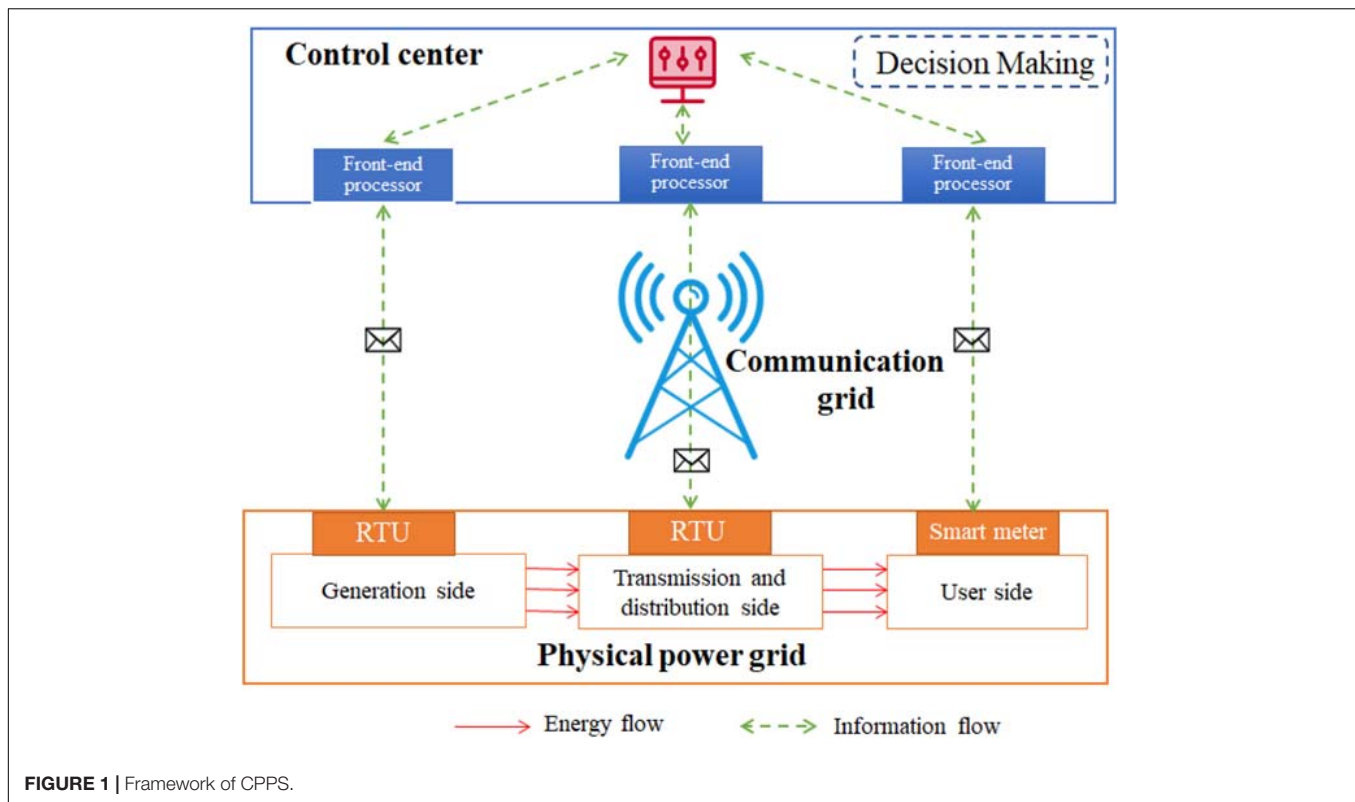 Control center
Decision Making
Front-end
processor
Front-end
processor
Front-end
processor
Communication
grid
RTU
RTU
Smart meter
Generation side
Transmission and
distribution side
User side
Physical power grid
Energy flow
Information flow
FIGURE 1 | Framework of CPPS.